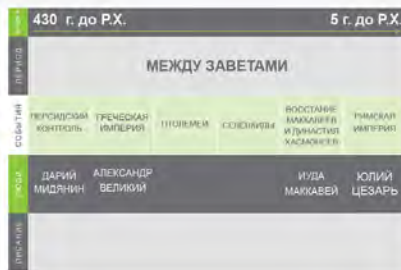 430 г. до Р.Х. 5 г. до Р.Х.
ПЕРИОД
МЕЖДУ ЗАВЕТАМИ
СОБЫТИЯ
ПЕРСИДСКИЙ КОНТРОЛЬ
ГРЕЧЕСКАЯ ИМПЕРИЯ
ПТОЛЕМЕИ
СЕЛЕВКИДЫ
ВОССТАНИЕ
МАККАВЕЕВ
И ДИНАСТИЯ
ХАСМОНЕЕВ
РИМСКАЯ
ИМПЕРИЯ
ЛЮДИ
ДАРИЙ
МИДЯНИН
АЛЕКСАНДР
ВЕЛИКИЙ
ИУДА
МАККАВЕЙ
ЮЛИЙ
ЦЕЗАРЬ
ПИСАНИЕ